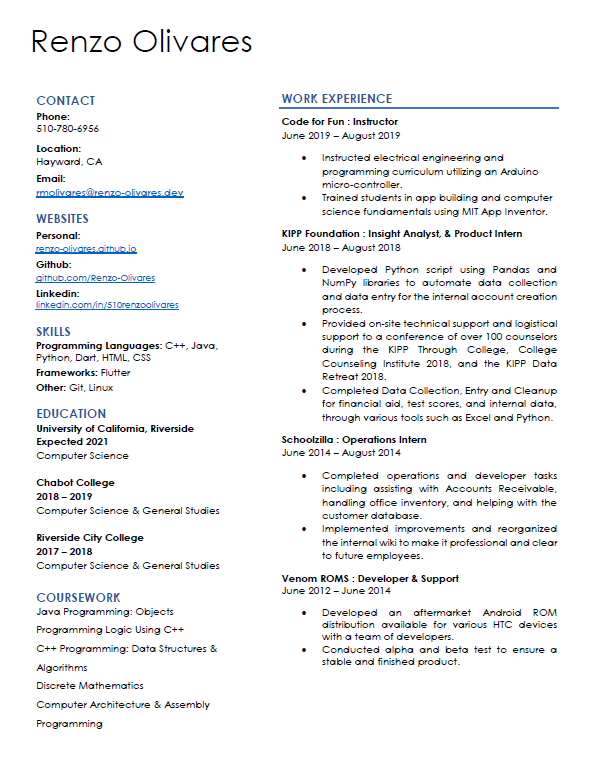 Renzo Olivares
CONTACT
Phone:
510-780-6956
Location:
Hayward, CA
Email:
rmolivares@renzo-olivares.dev
WEBSITES
Personal:
renzo-olivares.github.io
Github:
github.com/Renzo-Olivares
Linkedin:
linkedin.com/in/510renzoolivares
SKILLS
Programming Languages: C++, Java,
Python, Dart, HTML, CSS
Frameworks: Flutter
Other: Git, Linux
EDUCATION
University of California, Riverside
Expected 2021
Computer Science
Chabot College
2018 – 2019
Computer Science & General Studies
Riverside City College
2017 – 2018
Computer Science & General Studies
COURSEWORK
Java Programming: Objects
Programming Logic Using C++
C++ Programming: Data Structures &
Algorithms
Discrete Mathematics
Computer Architecture & Assembly
Programming
WORK EXPERIENCE
Code for Fun : Instructor
June 2019 – August 2019
• Instructed electrical engineering and
programming curriculum utilizing an Arduino
micro-controller.
• Trained students in app building and computer
science fundamentals using MIT App Inventor.
KIPP Foundation : Insight Analyst, & Product Intern
June 2018 – August 2018
• Developed Python script using Pandas and
NumPy libraries to automate data collection
and data entry for the internal account creation
process.
• Provided on-site technical support and logistical
support to a conference of over 100 counselors
during the KIPP Through College, College
Counseling Institute 2018, and the KIPP Data
Retreat 2018.
• Completed Data Collection, Entry and Cleanup
for financial aid, test scores, and internal data,
through various tools such as Excel and Python.
Schoolzilla : Operations Intern
June 2014 – August 2014
• Completed operations and developer tasks
including assisting with Accounts Receivable,
handling office inventory, and helping with the
customer database.
• Implemented improvements and reorganized
the internal wiki to make it professional and clear
to future employees.
Venom ROMS : Developer & Support
June 2012 – June 2014
• Developed an aftermarket Android ROM
distribution available for various HTC devices
with a team of developers.
• Conducted alpha and beta test to ensure a
stable and finished product.